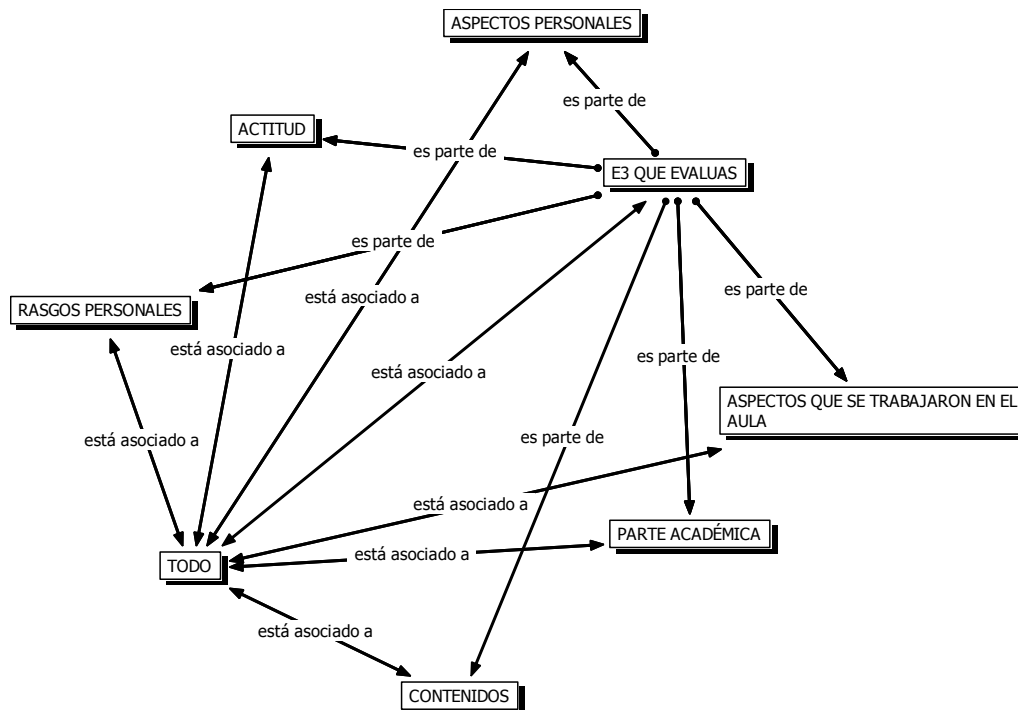 ASPECTOS PERSONALES
es parte de
ACTITUD
es parte de
E3 QUE EVALUAS
es parte de
es parte de
está asociado a
RASGOS PERSONALES
es parte de
está asociado a
está asociado a
ASPECTOS QUE SE TRABAJARON EN EL
AULA
está asociado a
es parte de
está asociado a
PARTE ACADÉMICA
está asociado a
TODO
está asociado a
CONTENIDOS